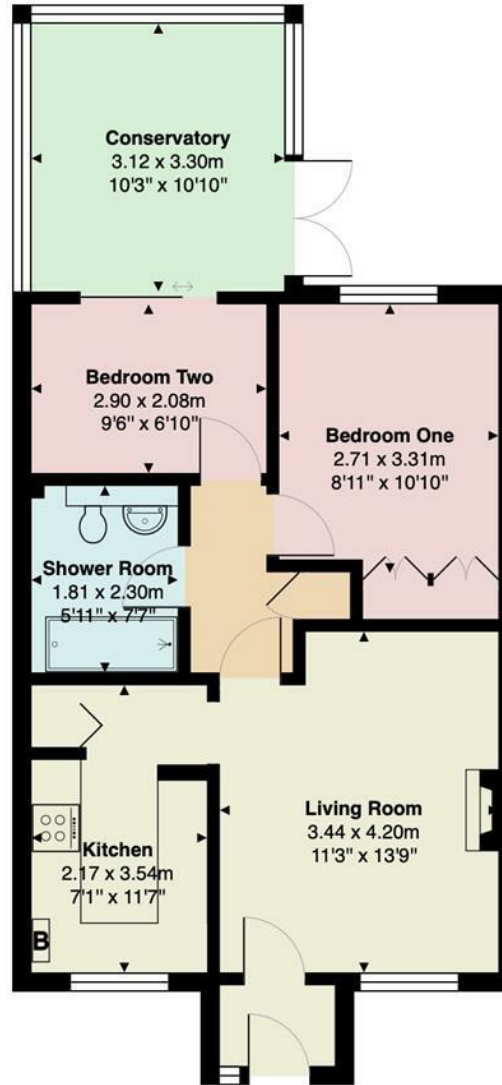 Conservatory
3.12 x 3.30m
10'3" x 10'10"
Bedroom Two
2.90 x 2.08m
9'6" x 6'10"
Bedroom One
2.71 x 3.31m
8'11" x 10'10"
Shower Room
1.81 x 2.30m
5'11" x 7'7"
Living Room
3.44 x 4.20m
11'3" x 13'9"
Kitchen
2.17 x 3.54m
7'1" x 11'7"
B